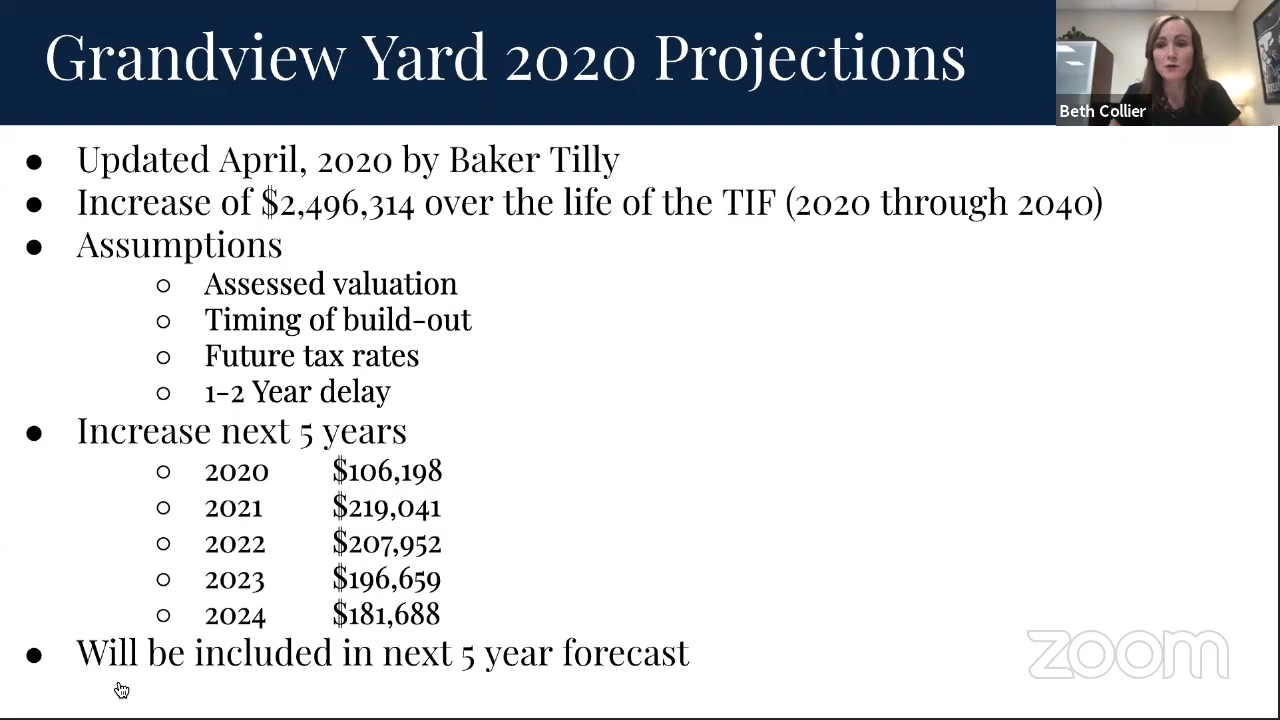 Grandview Yard 2020 Projections
Beth Collier
● Updated April, 2020 by Baker Tilly
● Increase of $2,496,314 over the life of the TIF (2020 through 2040)
● Assumptions
○ Assessed valuation
○ Timing of build-out
○ Future tax rates
○ 1-2 Year delay
● Increase next 5 years
○ 2020 $106,198
○ 2021 $219,041
○ 2022 $207,952
○ 2023 $196,659
○ 2024 $181,688
● Will be included in next 5 year forecast
zoom